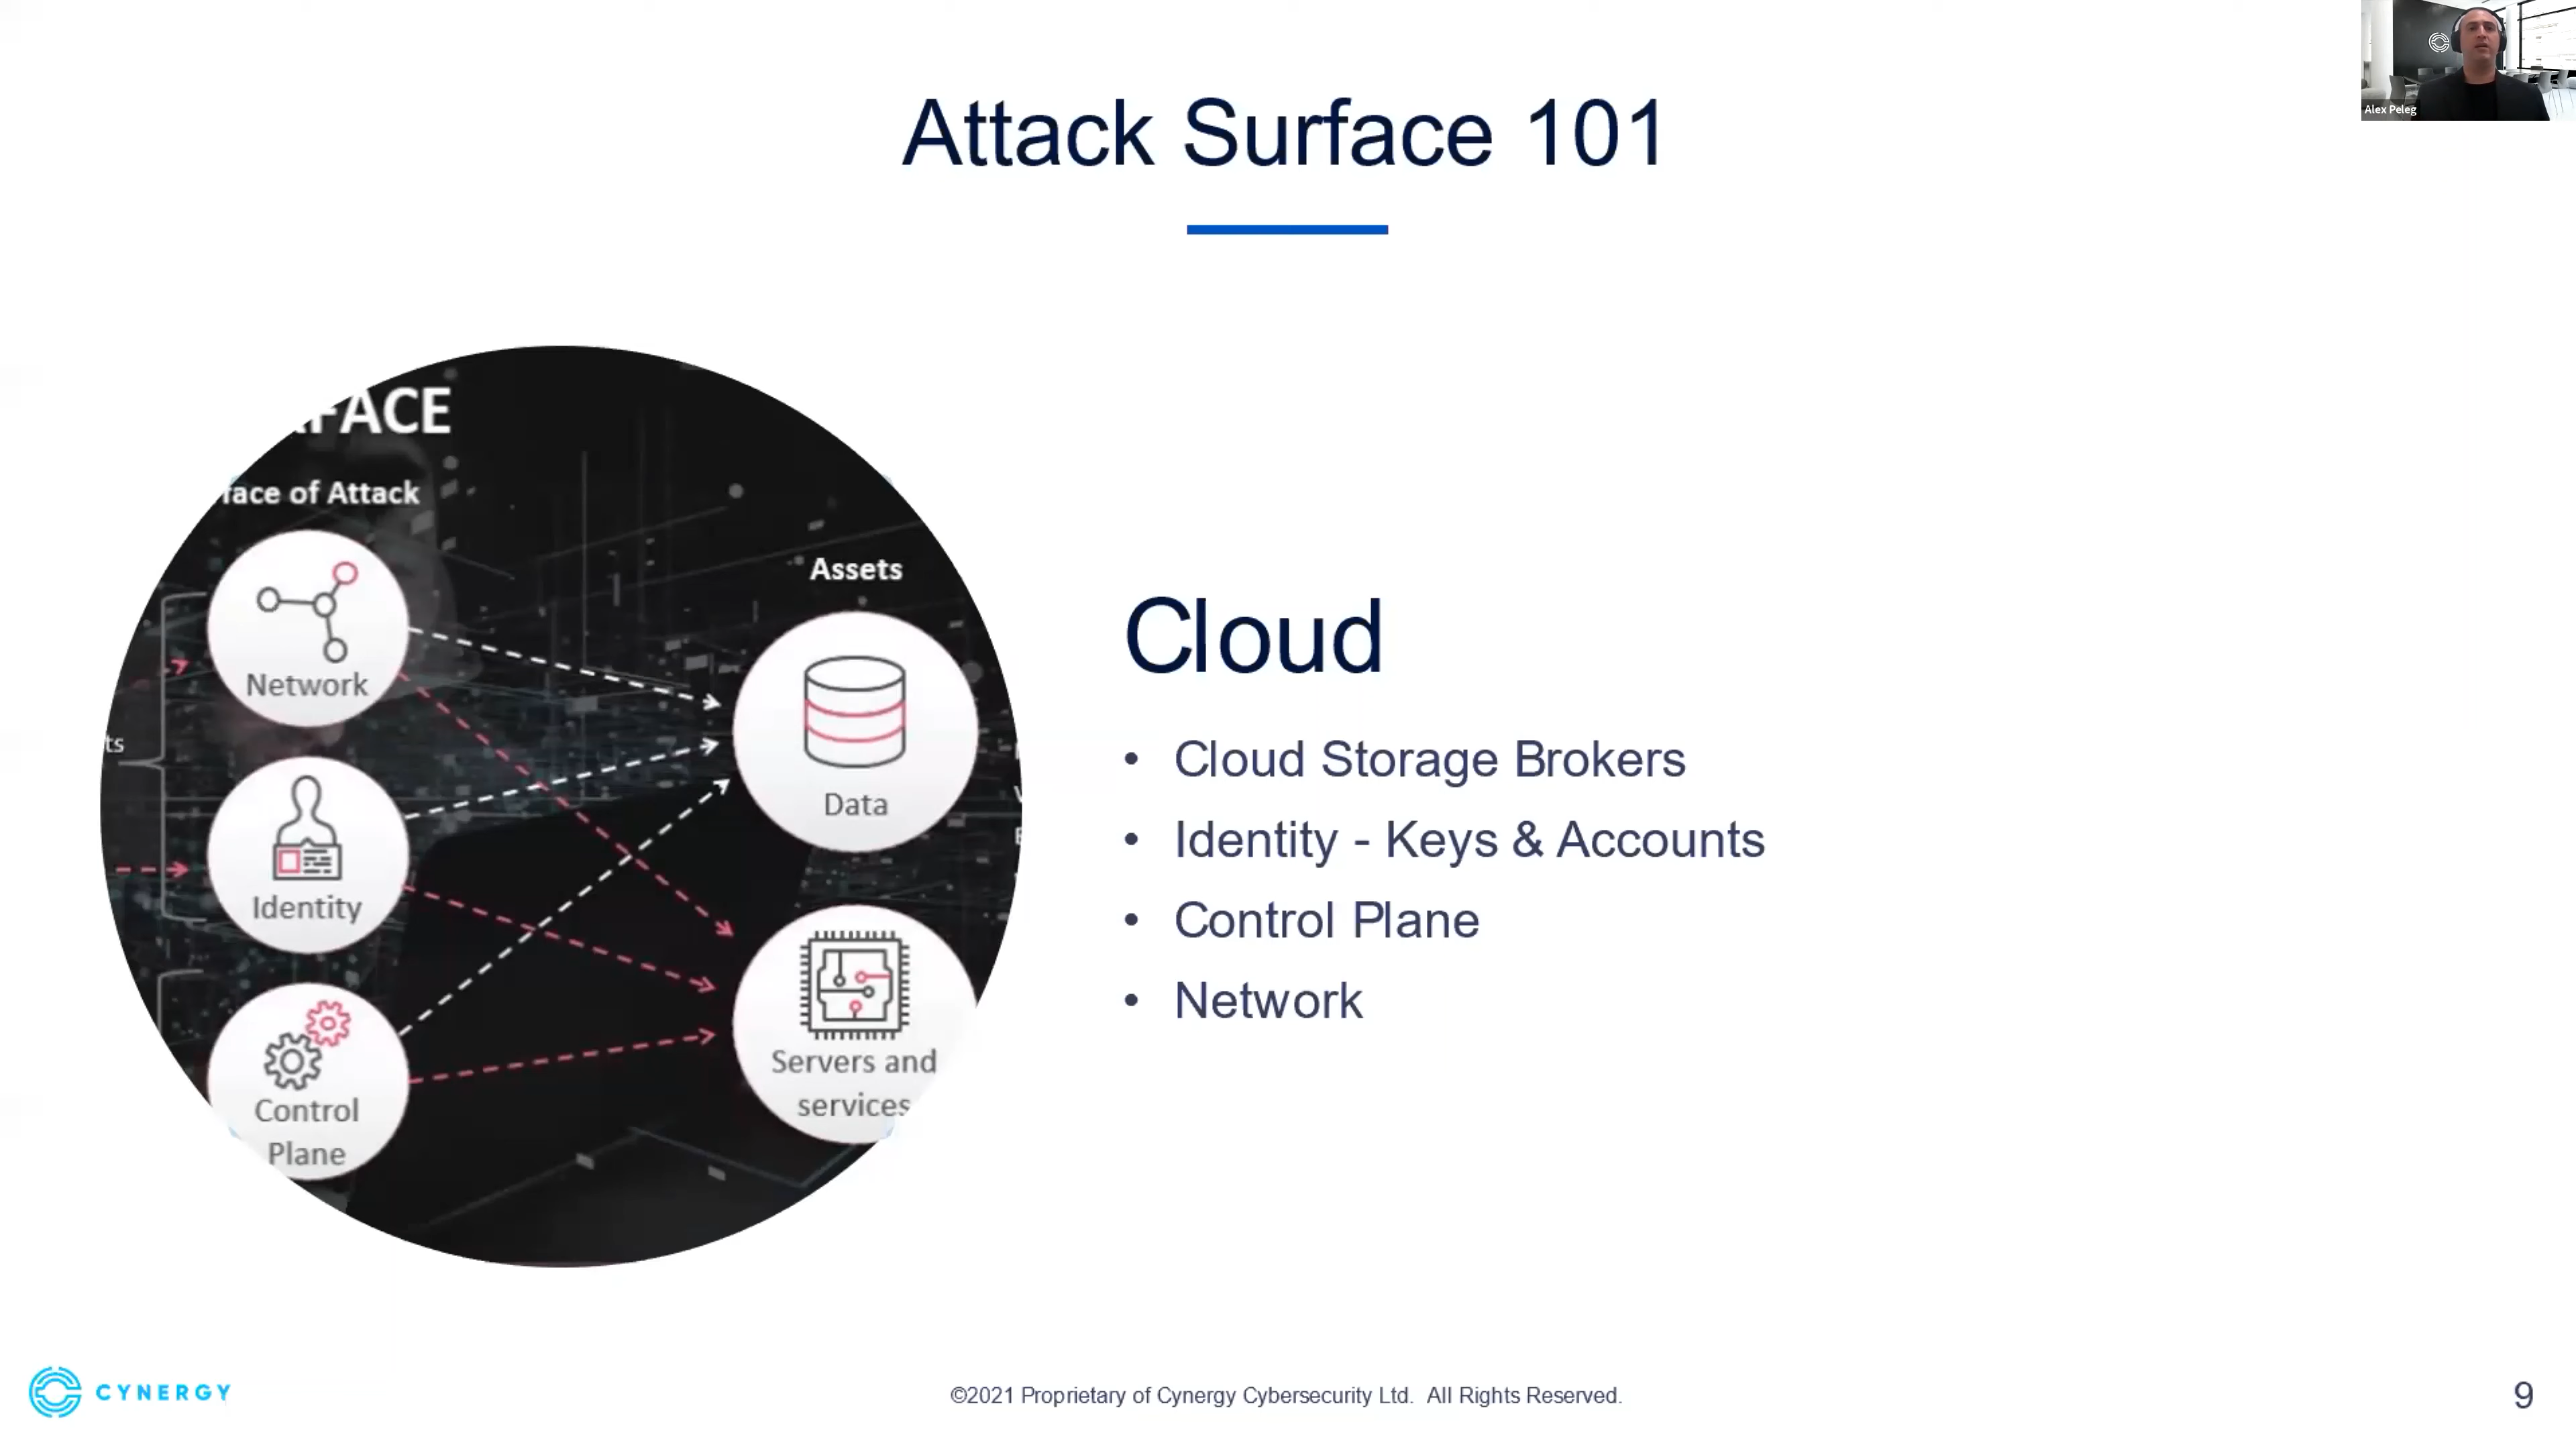 Alex Peleg
Attack Surface 101
FACE
face of Attack
Network
ts
Identity
Control
Plane
Assets
Data
Servers and
services
Cloud
• Cloud Storage Brokers
• Identity - Keys & Accounts
• Control Plane
• Network
CYNERGY
©2021 Proprietary of Cynergy Cybersecurity Ltd. All Rights Reserved.
9